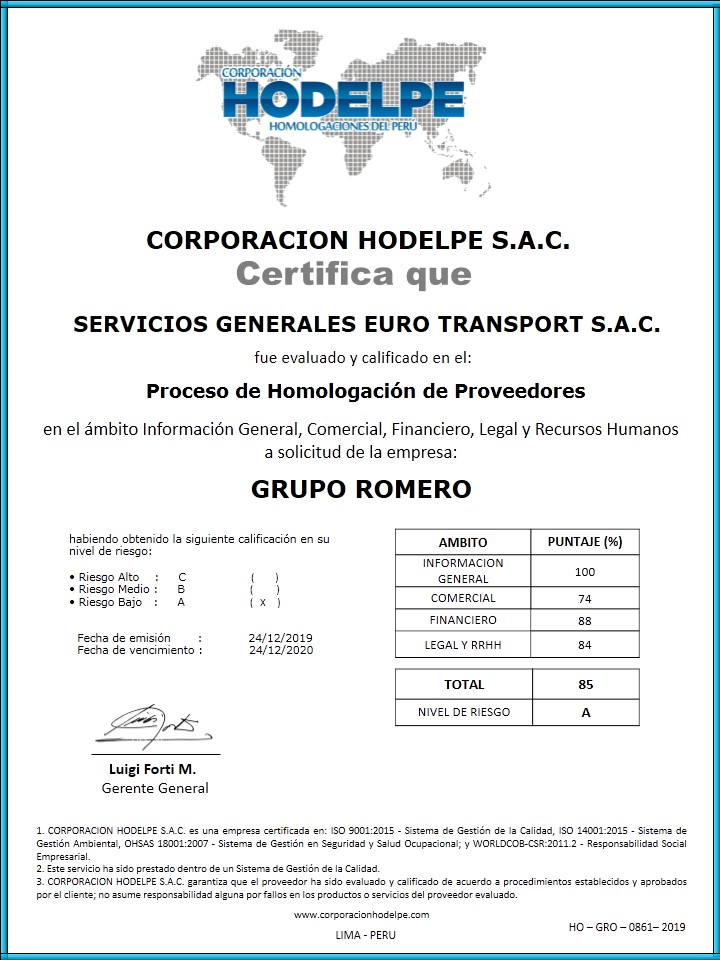 CORPORACIÓN
HODELPE
HOMOLOGACIONES DEL PERU
CORPORACION HODELPE S.A.C.
Certifica que
SERVICIOS GENERALES EURO TRANSPORT S.A.C.
fue evaluado y calificado en el:
Proceso de Homologación de Proveedores
en el ámbito Información General, Comercial, Financiero, Legal y Recursos Humanos
a solicitud de la empresa:
GRUPO ROMERO
habiendo obtenido la siguiente calificación en su
nivel de riesgo:
• Riesgo Alto : C ( )
• Riesgo Medio : B ( )
• Riesgo Bajo : A ( X )
Fecha de emisión : 24/12/2019
Fecha de vencimiento : 24/12/2020
AMBITO PUNTAJE (%)
INFORMACION
GENERAL 100
COMERCIAL 74
FINANCIERO 88
LEGAL Y RRHH 84
TOTAL 85
NIVEL DE RIESGO A
Luigi Forti M.
Gerente General
1. CORPORACION HODELPE S.A.C. es una empresa certificada en: ISO 9001:2015 - Sistema de Gestión de la Calidad, ISO 14001:2015 - Sistema de
Gestión Ambiental, OHSAS 18001:2007 - Sistema de Gestión en Seguridad y Salud Ocupacional; y WORLDCOB-CSR:2011.2 - Responsabilidad Social
Empresarial.
2. Este servicio ha sido prestado dentro de un Sistema de Gestión de la Calidad.
3. CORPORACION HODELPE S.A.C. garantiza que el proveedor ha sido evaluado y calificado de acuerdo a procedimientos establecidos y aprobados
por el cliente; no asume responsabilidad alguna por fallos en los productos o servicios del proveedor evaluado.
www.corporacionhodelpe.com
LIMA - PERU
HO – GRO – 0861– 2019